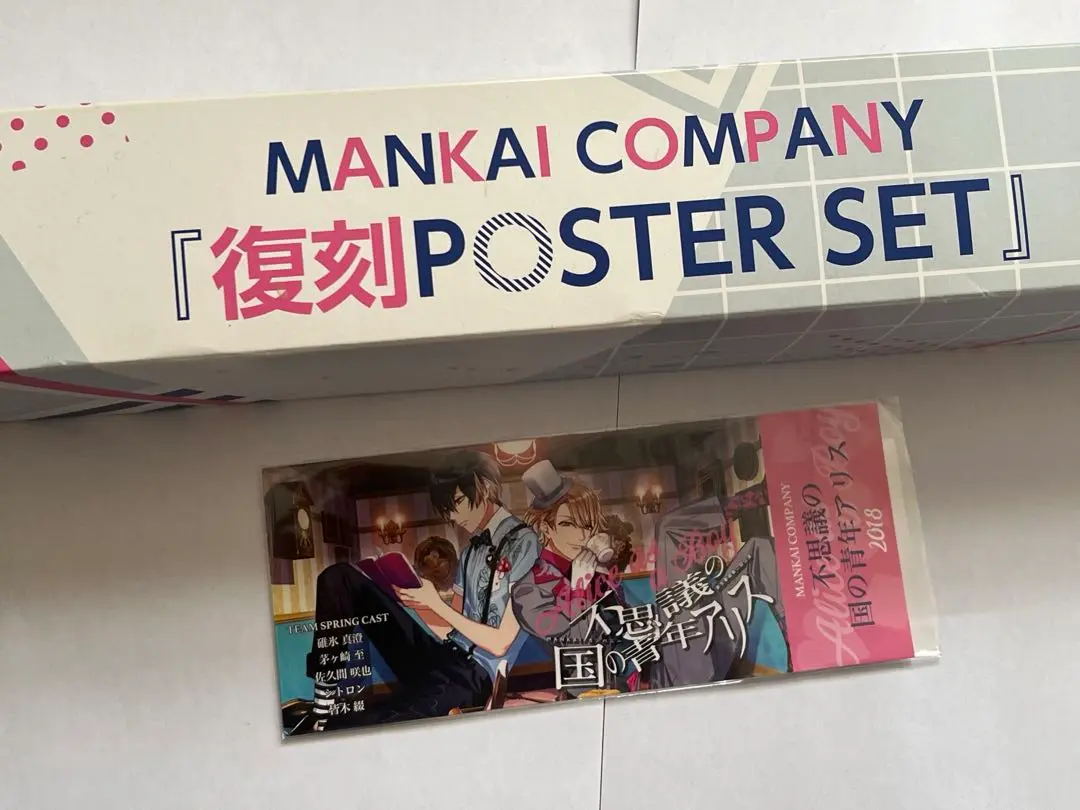 MANKAI COMPANY
『復刻POSTER SET』
TEAM SPRING CAST
碓氷 真澄
茅ヶ崎 至
佐久間 咲也
シトロン
皆木 綴
不思議の
国の青年アリス
MANKAI COMPANY
不思議の
国の青年アリス
2018